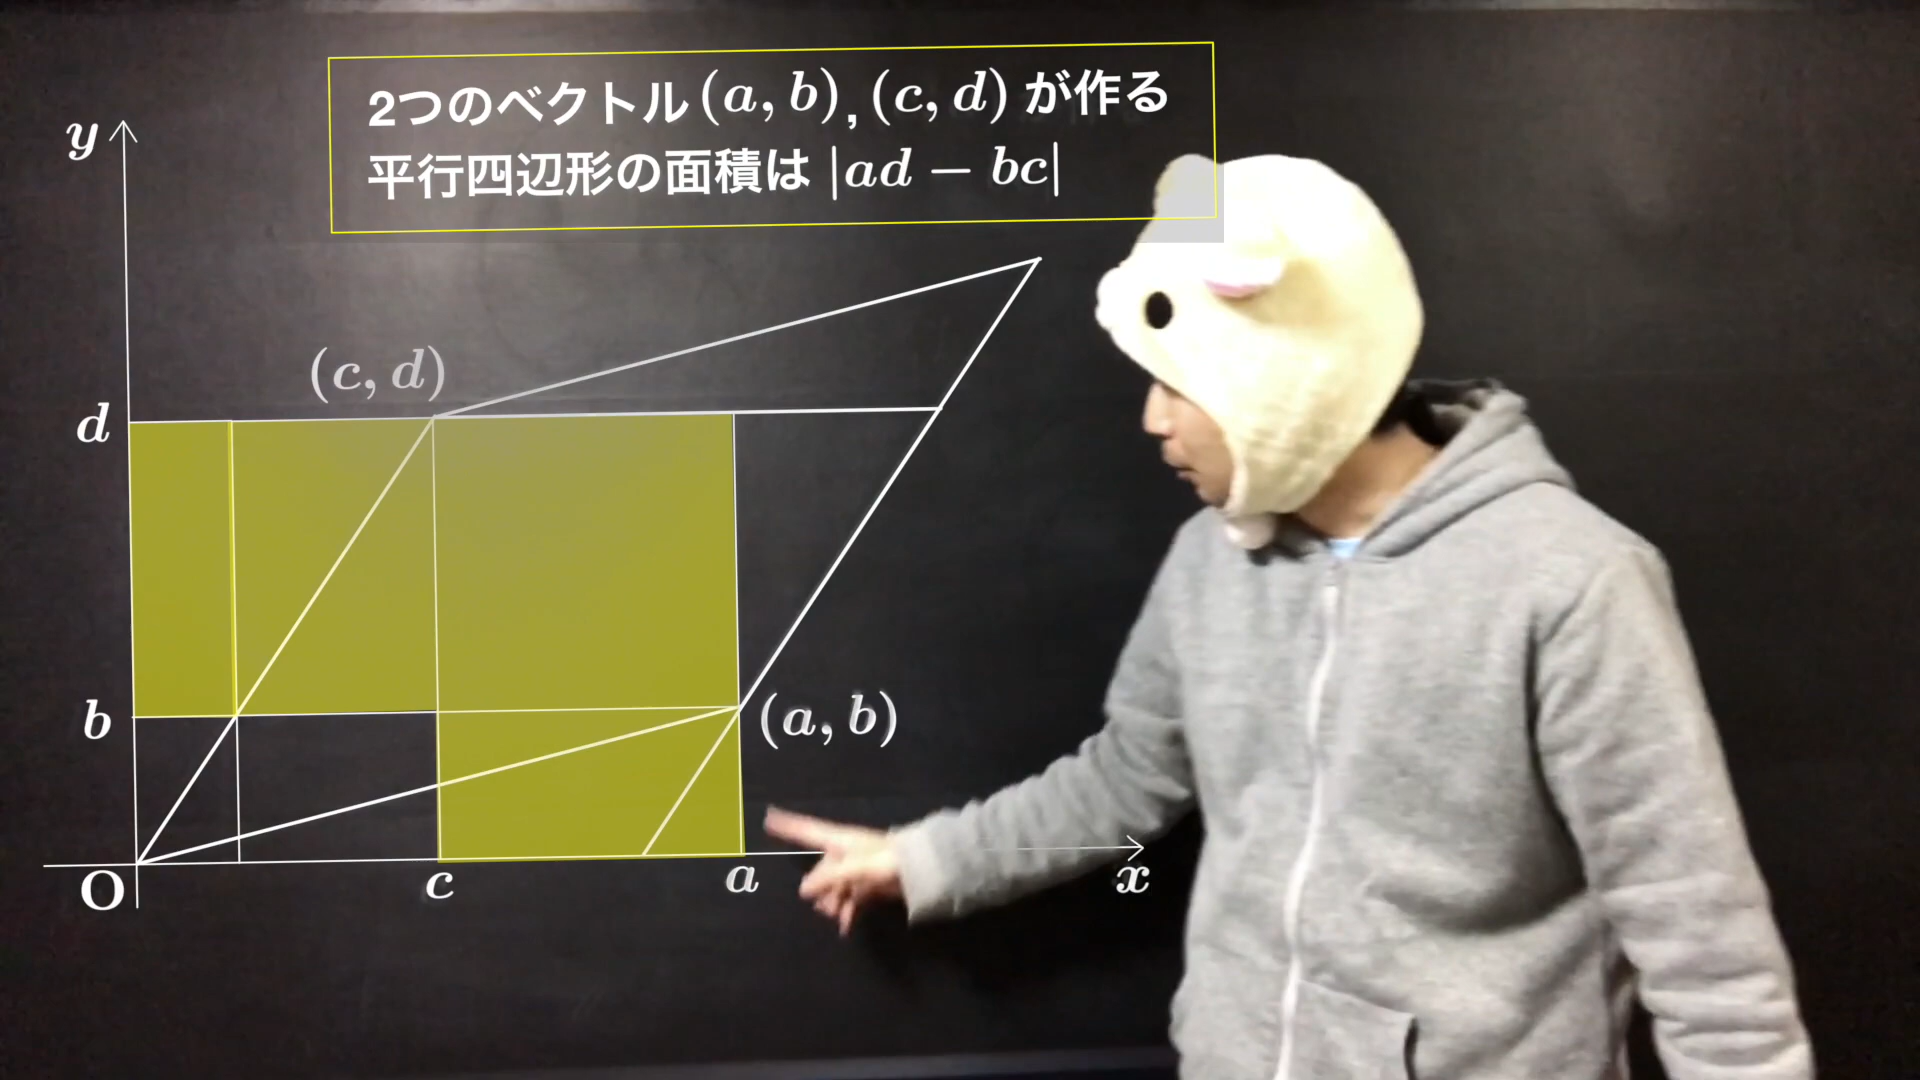 2つのベクトル(a, b), (c, d) が作る
平行四辺形の面積は |ad − bc|
y
(c, d)
d
b
(a, b)
O
c
a
x